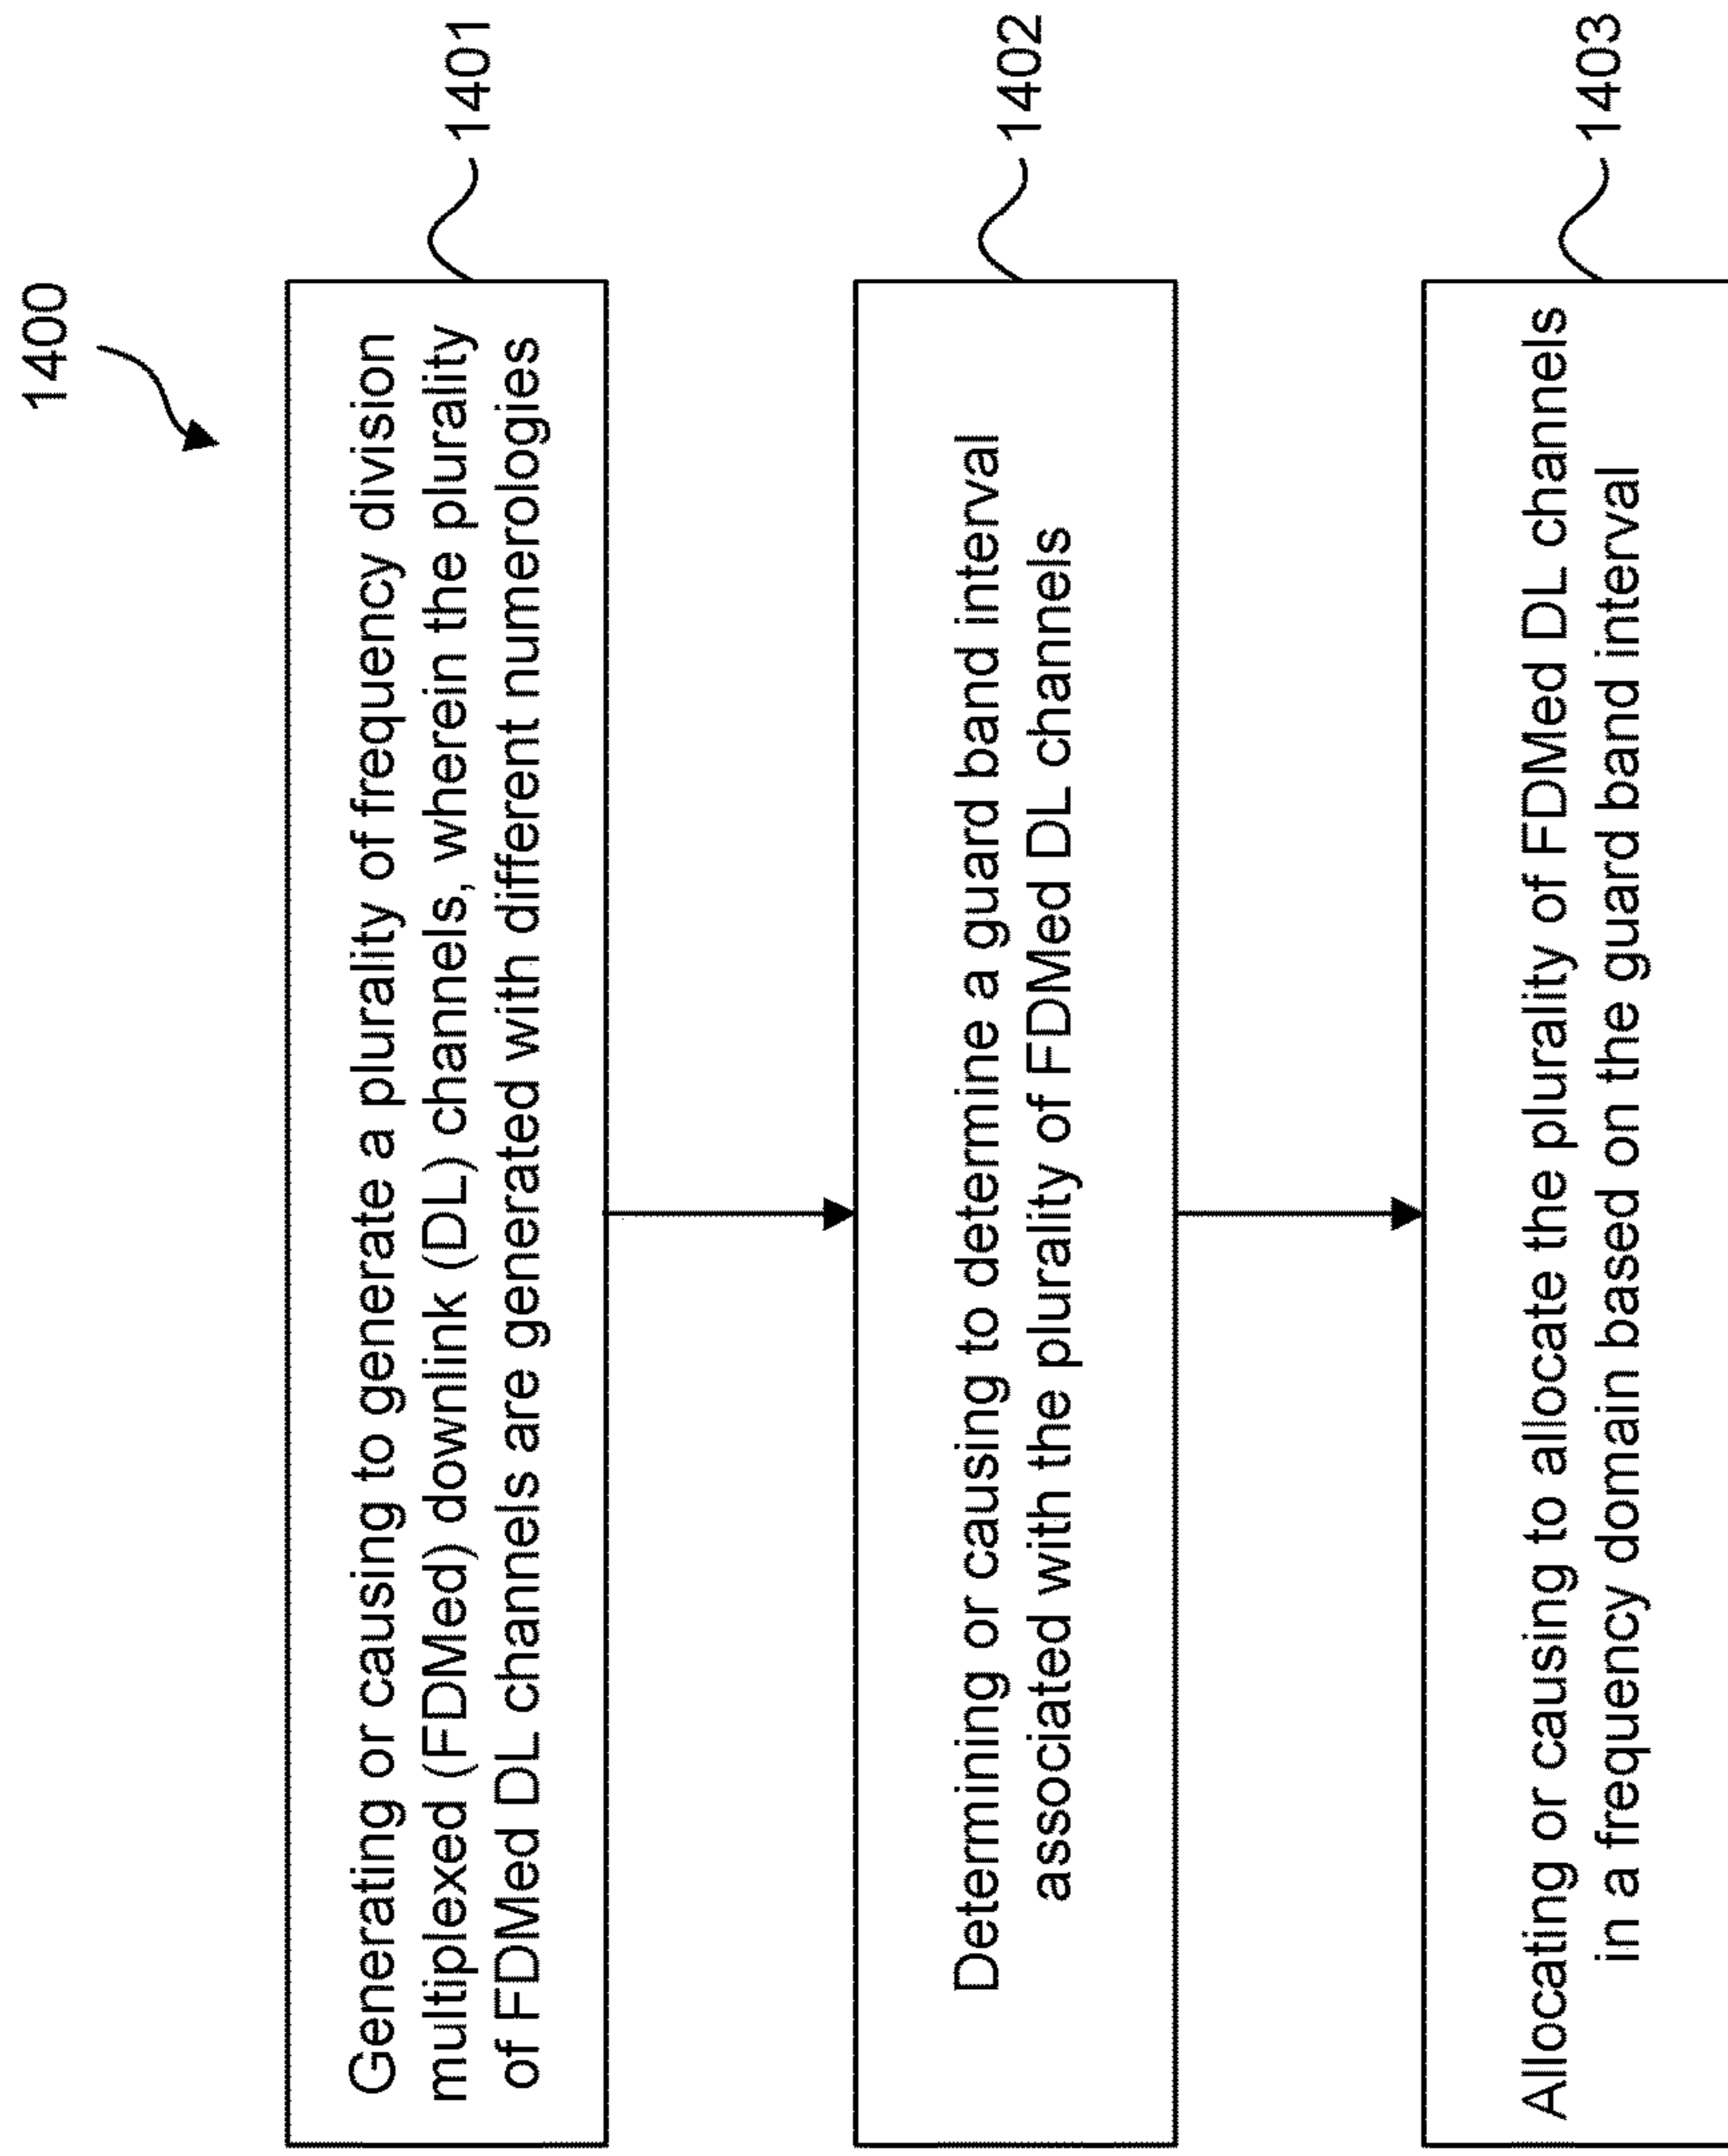 1400
Generating or causing to generate a plurality of frequency division
multiplexed (FDMed) downlink (DL) channels, wherein the plurality
of FDMed DL channels are generated with different numerologies
1401
Determining or causing to determine a guard band interval
associated with the plurality of FDMed DL channels
1402
Allocating or causing to allocate the plurality of FDMed DL channels
in a frequency domain based on the guard band interval
1403